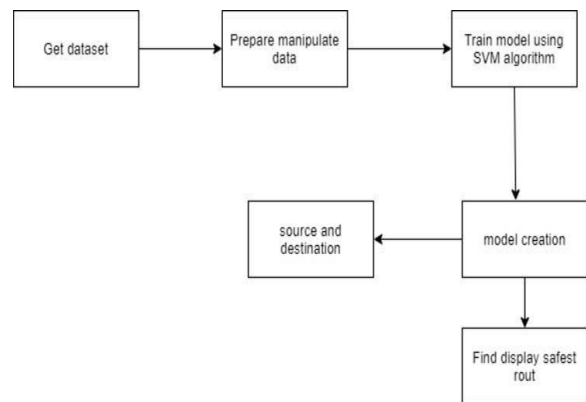 Get dataset
Prepare manipulate
data
Train model using
SVM algorithm
source and
destination
model creation
Find display safest
rout